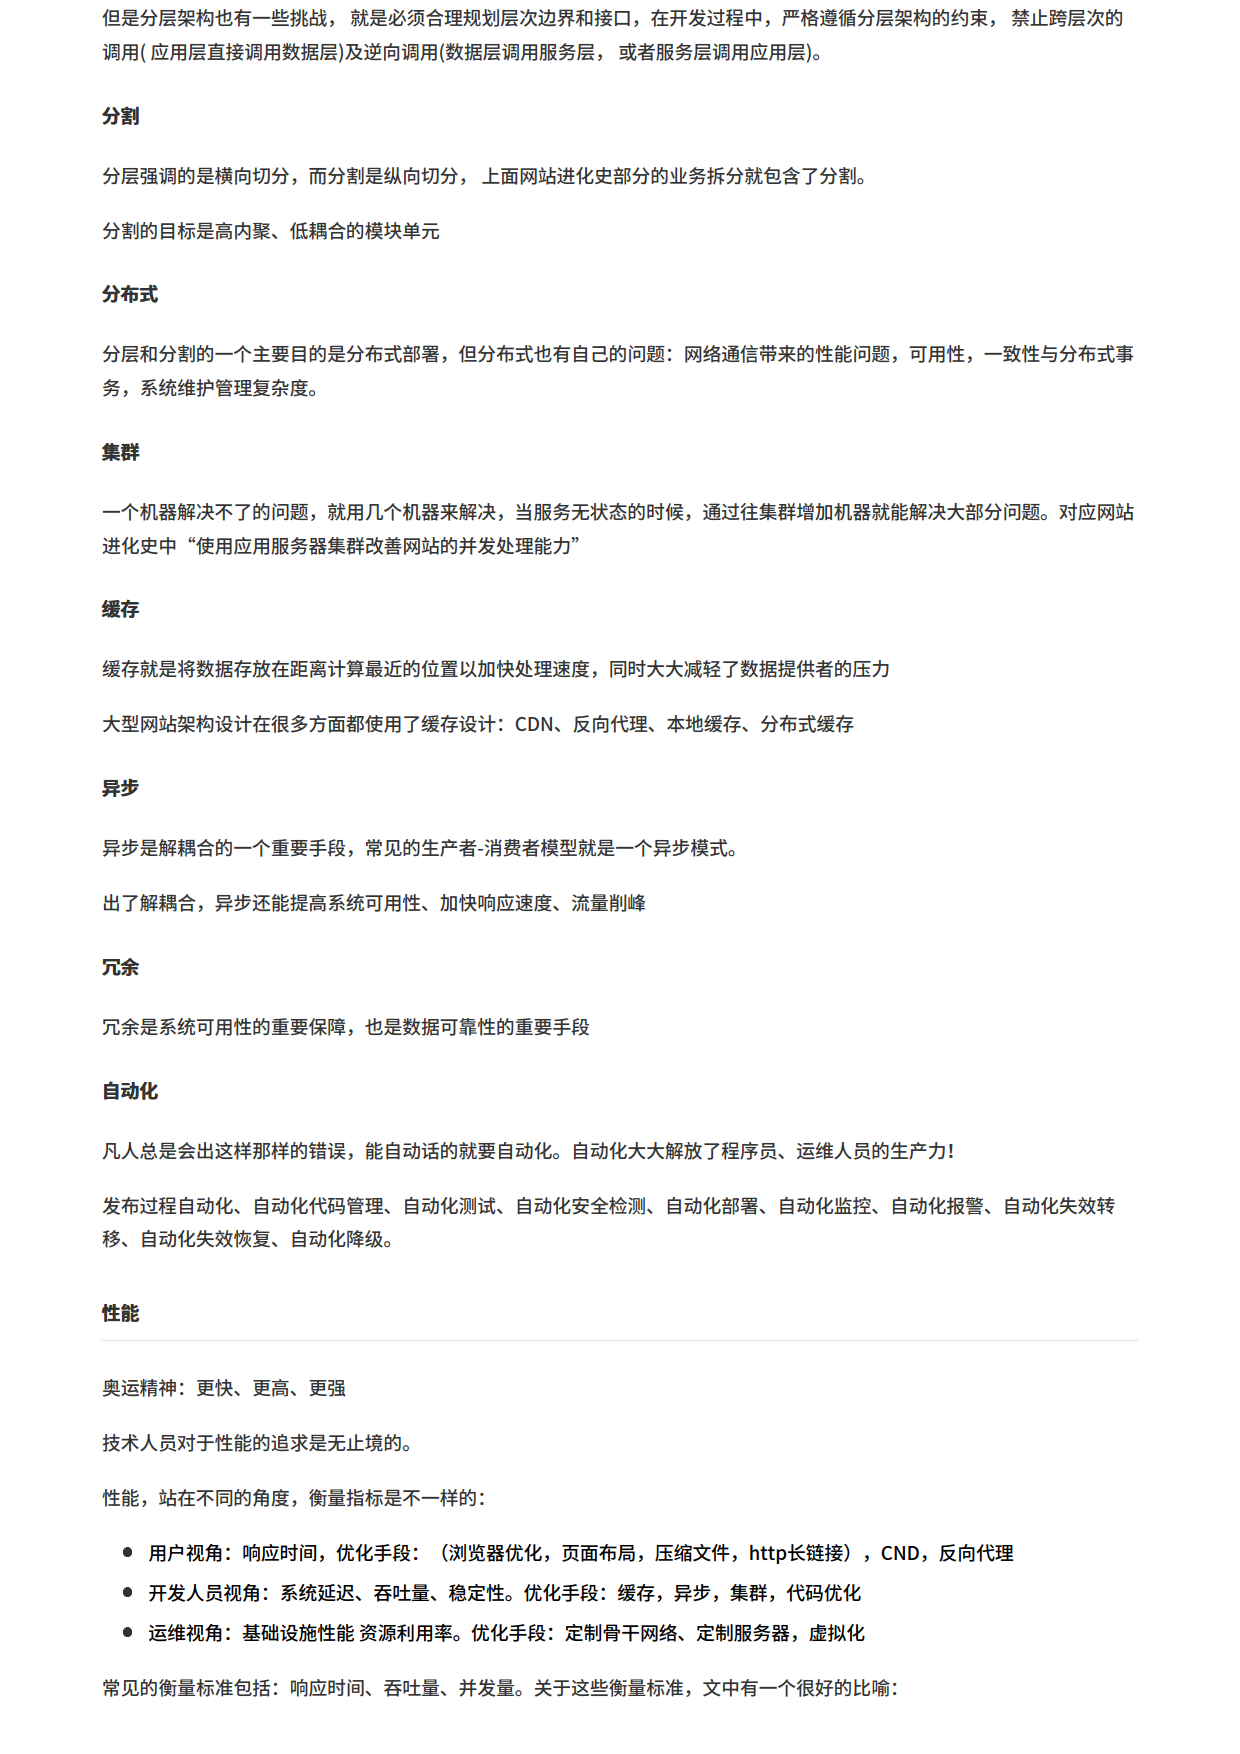 但是分层架构也有一些挑战， 就是必须合理规划层次边界和接口，在开发过程中，严格遵循分层架构的约束， 禁止跨层次的
调用( 应用层直接调用数据层)及逆向调用(数据层调用服务层， 或者服务层调用应用层)。
分割
分层强调的是横向切分，而分割是纵向切分， 上面网站进化史部分的业务拆分就包含了分割。
分割的目标是高内聚、低耦合的模块单元
分布式
分层和分割的一个主要目的是分布式部署，但分布式也有自己的问题：网络通信带来的性能问题，可用性，一致性与分布式事
务，系统维护管理复杂度。
集群
一个机器解决不了的问题，就用几个机器来解决，当服务无状态的时候，通过往集群增加机器就能解决大部分问题。对应网站
进化史中“使用应用服务器集群改善网站的并发处理能力”
缓存
缓存就是将数据存放在距离计算最近的位置以加快处理速度，同时大大减轻了数据提供者的压力
大型网站架构设计在很多方面都使用了缓存设计：CDN、反向代理、本地缓存、分布式缓存
异步
异步是解耦合的一个重要手段，常见的生产者-消费者模型就是一个异步模式。
出了解耦合，异步还能提高系统可用性、加快响应速度、流量削峰
冗余
冗余是系统可用性的重要保障，也是数据可靠性的重要手段
自动化
凡人总是会出这样那样的错误，能自动话的就要自动化。自动化大大解放了程序员、运维人员的生产力！
发布过程自动化、自动化代码管理、自动化测试、自动化安全检测、自动化部署、自动化监控、自动化报警、自动化失效转
移、自动化失效恢复、自动化降级。
性能
奥运精神：更快、更高、更强
技术人员对于性能的追求是无止境的。
性能，站在不同的角度，衡量指标是不一样的：
● 用户视角：响应时间，优化手段：（浏览器优化，页面布局，压缩文件，http长链接），CND，反向代理
● 开发人员视角：系统延迟、吞吐量、稳定性。优化手段：缓存，异步，集群，代码优化
● 运维视角：基础设施性能 资源利用率。优化手段：定制骨干网络、定制服务器，虚拟化
常见的衡量标准包括：响应时间、吞吐量、并发量。关于这些衡量标准，文中有一个很好的比喻：